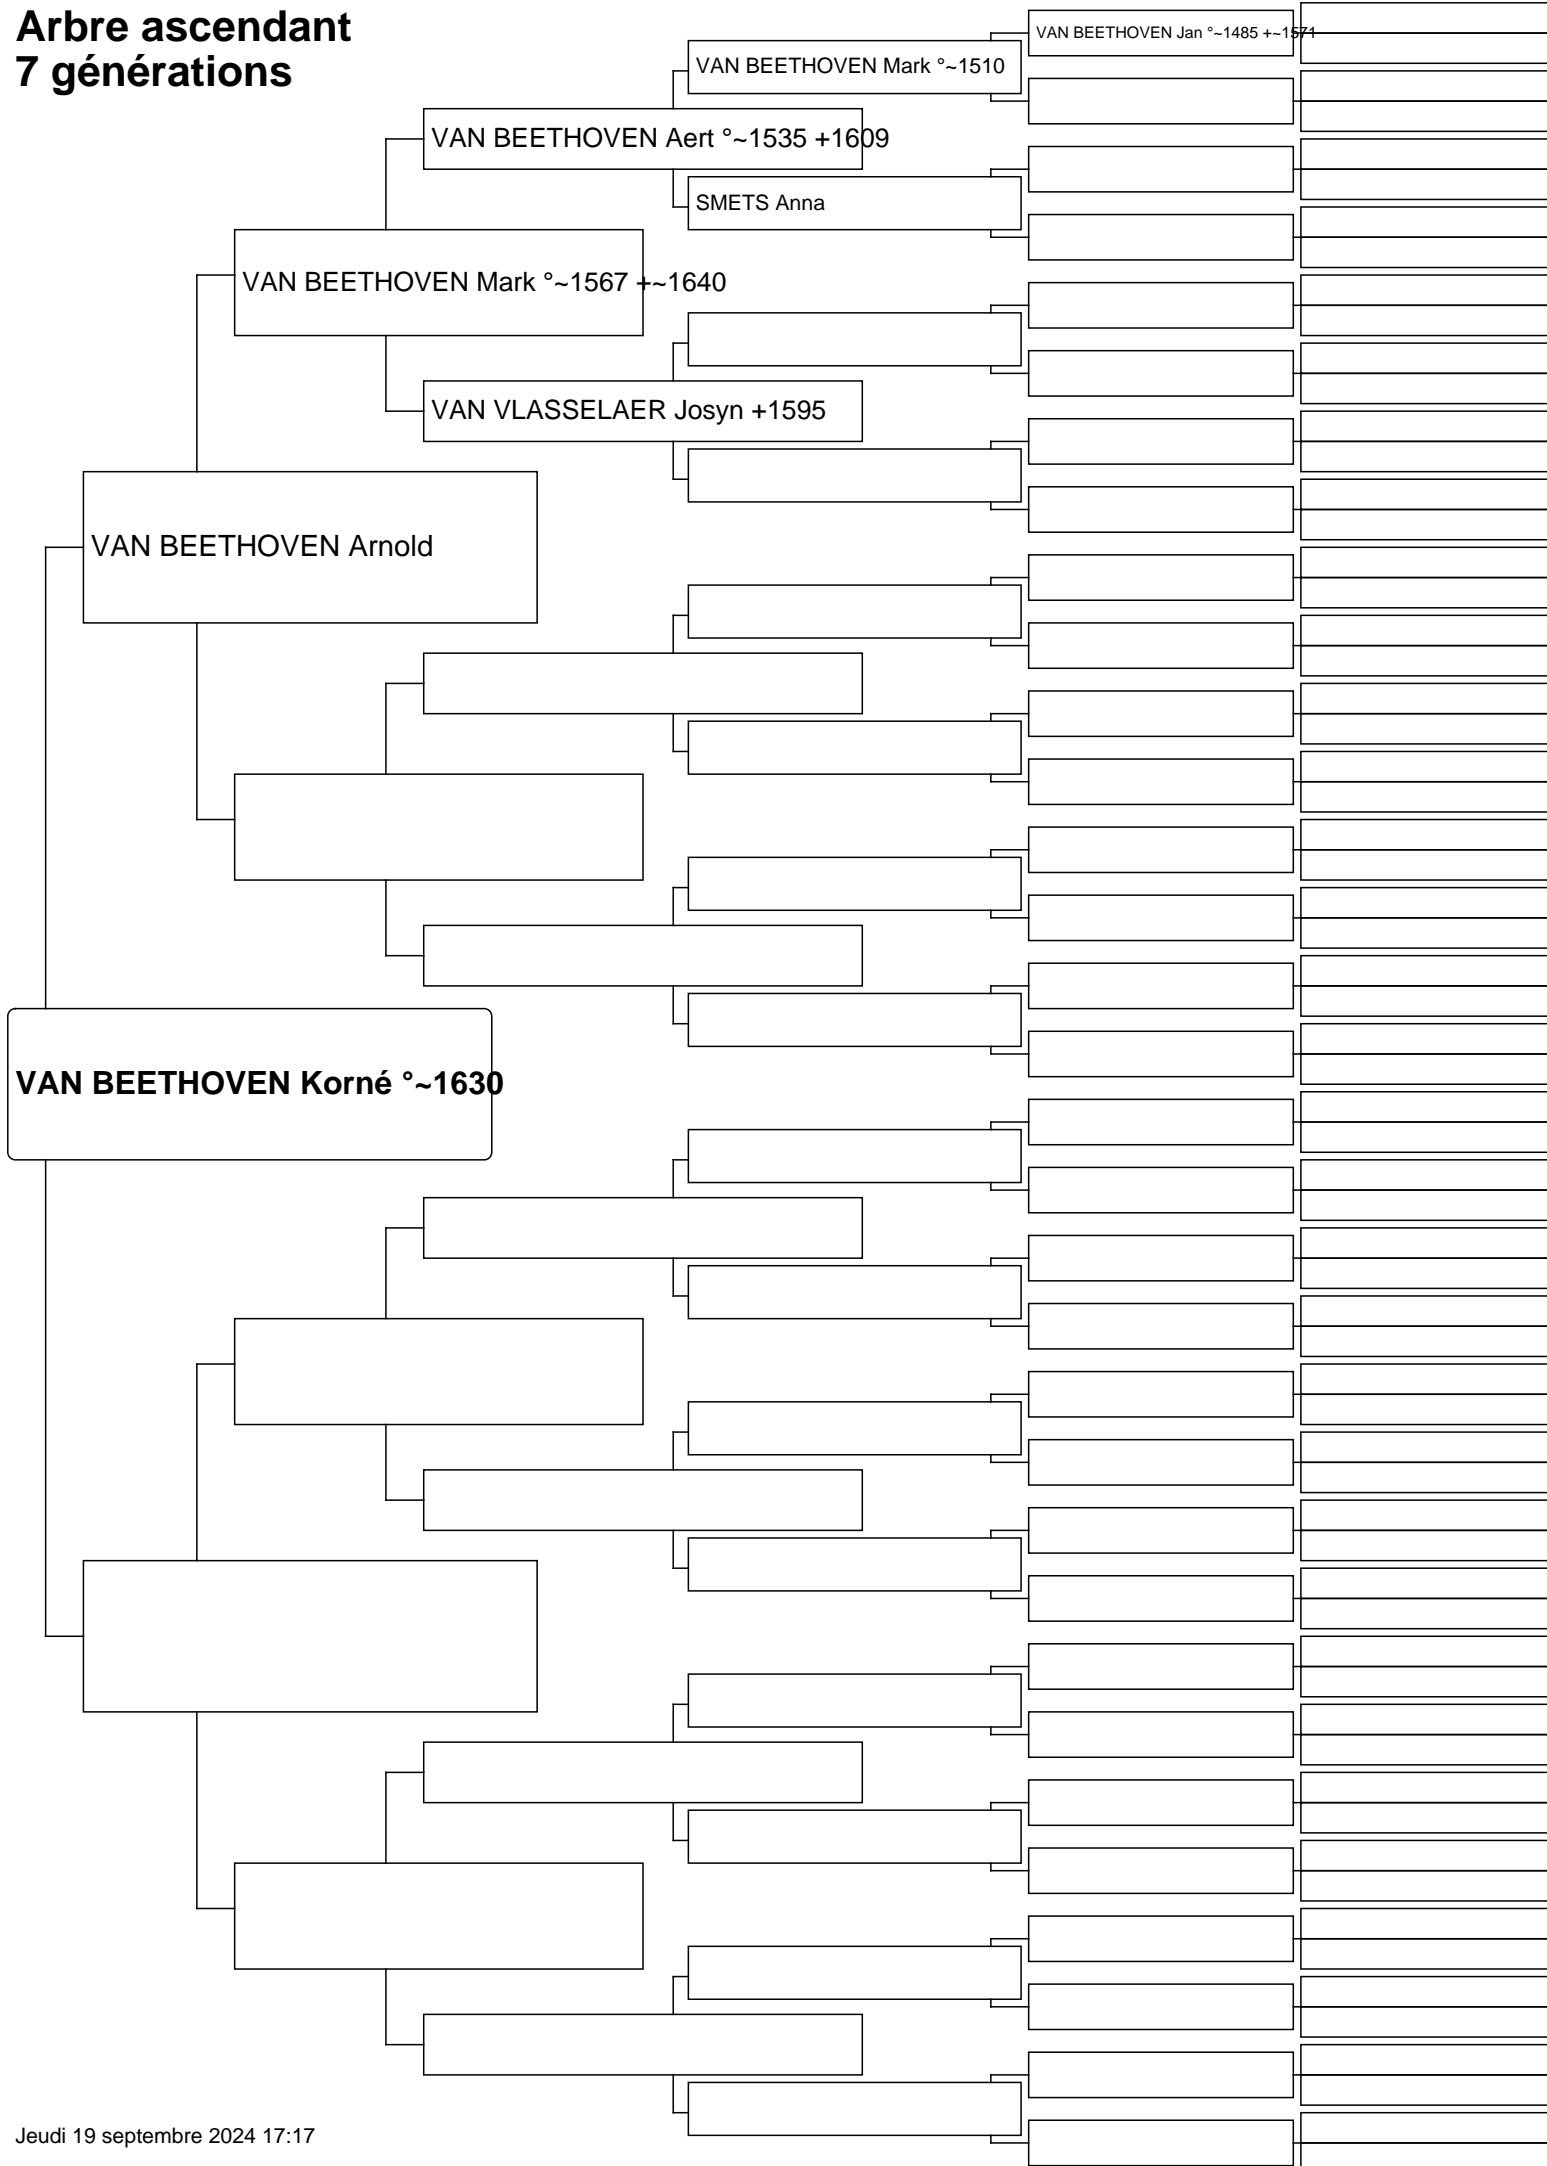 Arbre ascendant
7 générations
VAN BEETHOVEN Jan °~1485 +~1571
VAN BEETHOVEN Mark °~1510
VAN BEETHOVEN Aert °~1535 +1609
SMETS Anna
VAN BEETHOVEN Mark °~1567 +~1640
VAN VLASSELAER Josyn +1595
VAN BEETHOVEN Arnold
VAN BEETHOVEN Korné °~1630
Jeudi 19 septembre 2024 17:17